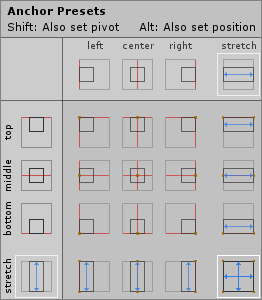 Anchor Presets
Shift: Also set pivot Alt: Also set position
left center right stretch
top
middle
bottom
stretch